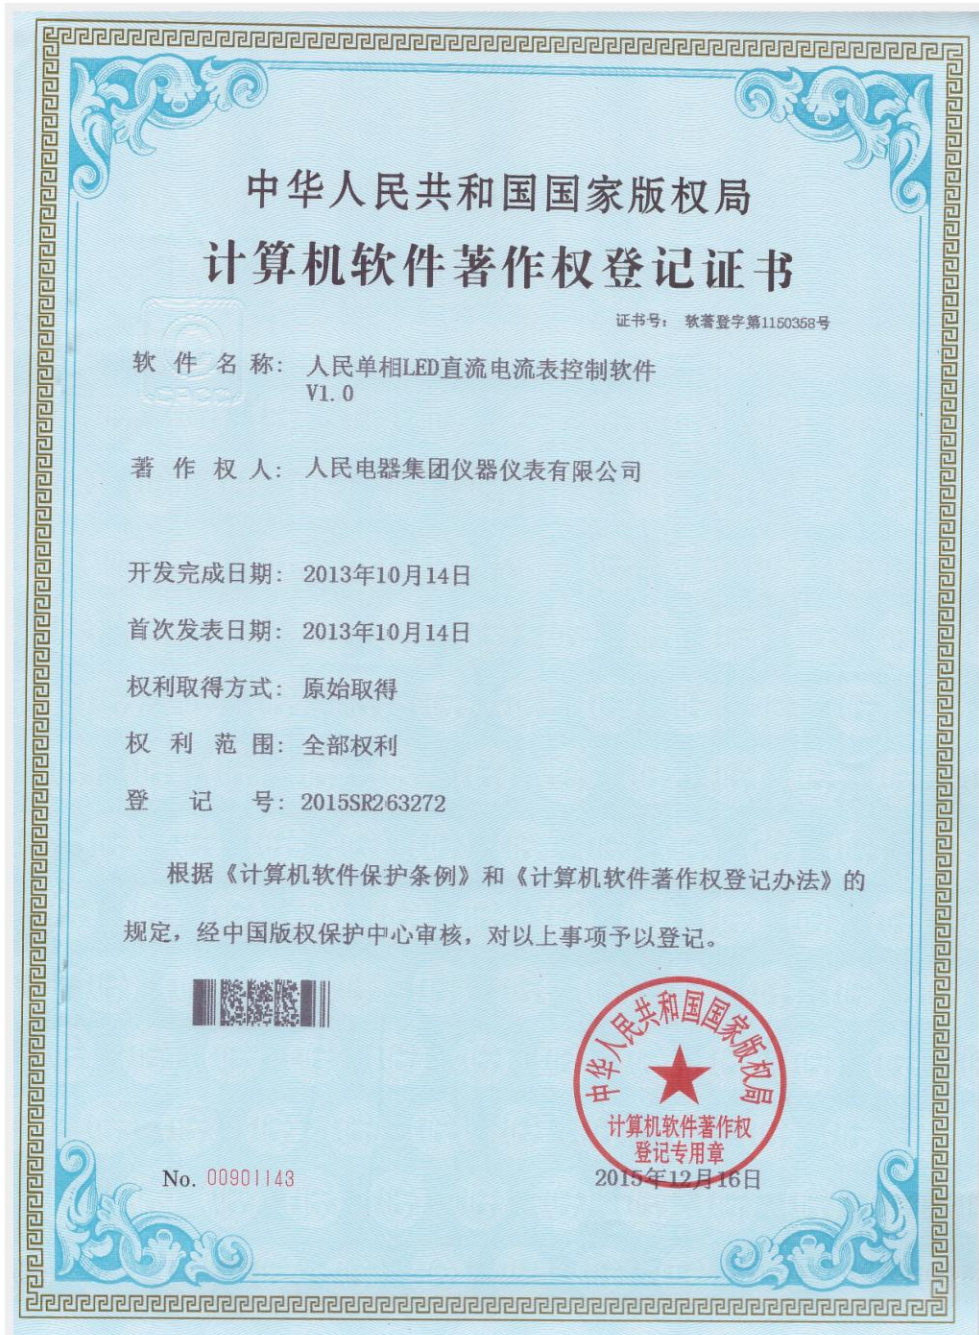 中华人民共和国国家版权局
计算机软件著作权登记证书
证书号： 软著登字第1150358号
软 件 名 称： 人民单相LED直流电流表控制软件
V1.0
著 作 权 人： 人民电器集团仪器仪表有限公司
开发完成日期： 2013年10月14日
首次发表日期： 2013年10月14日
权利取得方式： 原始取得
权 利 范 围： 全部权利
登 记 号： 2015SR263272
根据《计算机软件保护条例》和《计算机软件著作权登记办法》的
规定，经中国版权保护中心审核，对以上事项予以登记。
中华人民共和国国家版权局
计算机软件著作权
登记专用章
No. 00901143
2015年12月16日